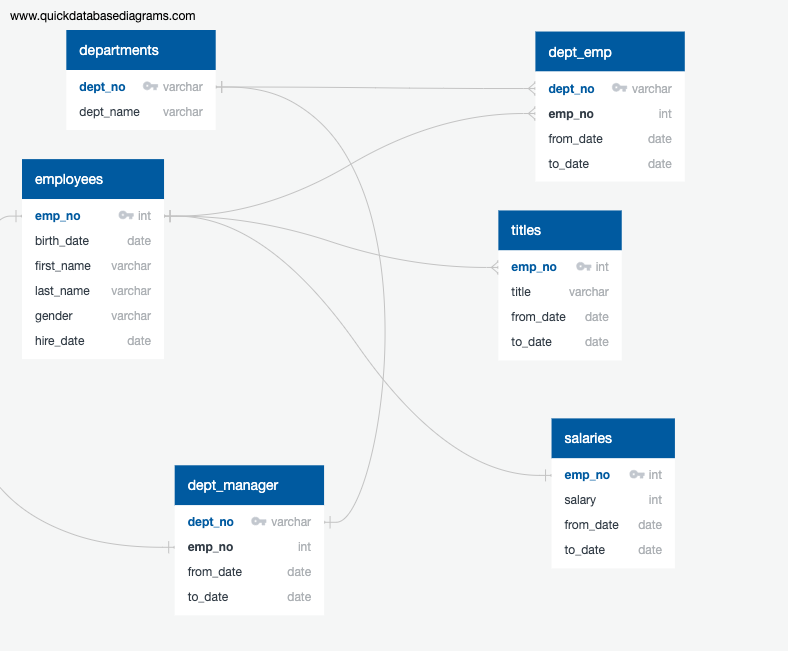 www.quickdatabasediagrams.com
departments
dept_no varchar
dept_name varchar
dept_emp
dept_no varchar
emp_no int
from_date date
to_date date
employees
emp_no int
birth_date date
first_name varchar
last_name varchar
gender varchar
hire_date date
titles
emp_no int
title varchar
from_date date
to_date date
salaries
emp_no int
salary int
from_date date
to_date date
dept_manager
dept_no varchar
emp_no int
from_date date
to_date date